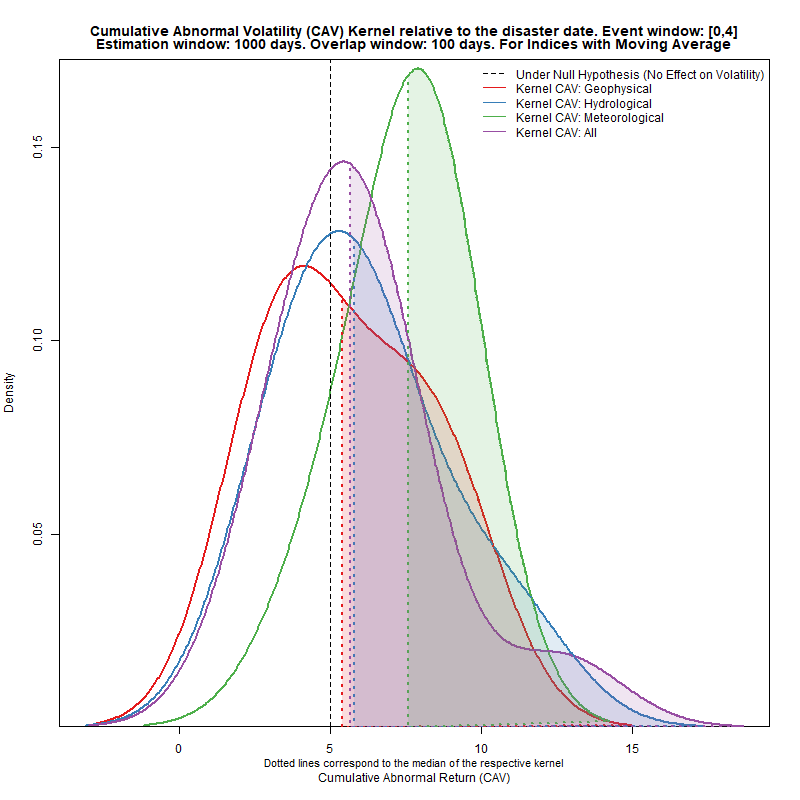 Cumulative Abnormal Volatility (CAV) Kernel relative to the disaster date. Event window: [0,4]
Estimation window: 1000 days. Overlap window: 100 days. For Indices with Moving Average
Under Null Hypothesis (No Effect on Volatility)
Kernel CAV: Geophysical
Kernel CAV: Hydrological
Kernel CAV: Meteorological
Kernel CAV: All
0.15
0.10
Density
0.05
0 5 10 15
Dotted lines correspond to the median of the respective kernel
Cumulative Abnormal Return (CAV)